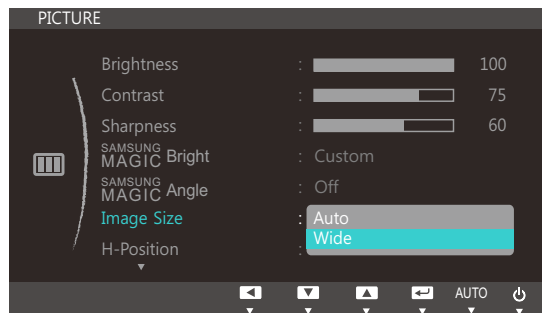 PICTURE
Brightness : 100
Contrast : 75
Sharpness : 60
SAMSUNG MAGIC Bright : Custom
SAMSUNG MAGIC Angle : Off
Image Size : Auto
Wide
H-Position :
AUTO